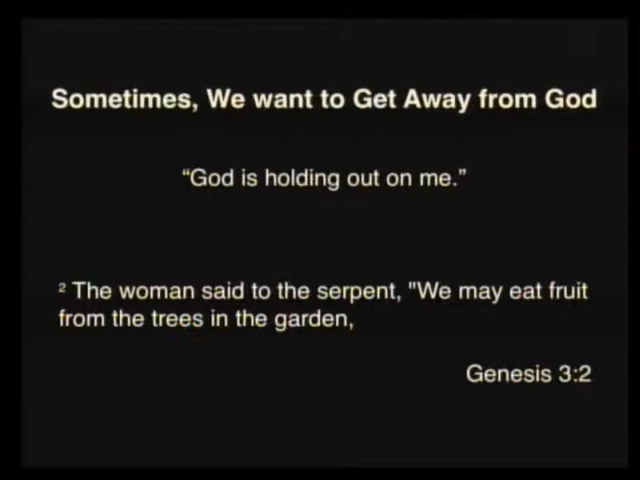 Sometimes, We want to Get Away from God
“God is holding out on me.”
² The woman said to the serpent, "We may eat fruit
from the trees in the garden,
Genesis 3:2